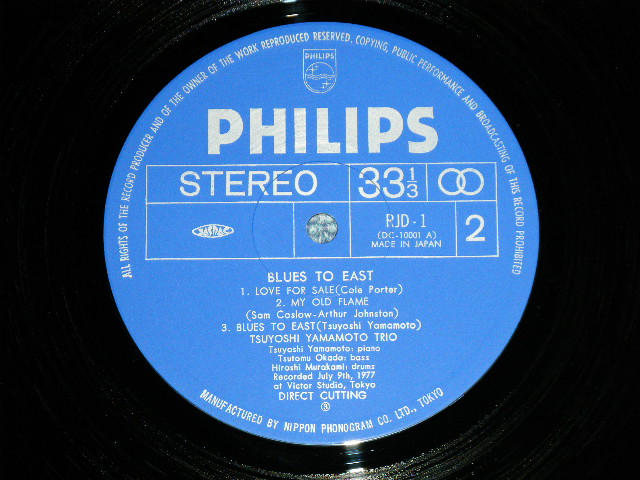 ALL RIGHTS OF THE RECORD PRODUCER AND OF THE OWNER OF THE WORK REPRODUCED RESERVED. COPYING, PUBLIC PERFORMANCE AND BROADCASTING OF THIS RECORD PROHIBITED
PHILIPS
PHILIPS
STEREO
33 1/3
RJD-1
(DC-10001 A)
MADE IN JAPAN
2
BLUES TO EAST
1. LOVE FOR SALE(Cole Porter)
2. MY OLD FLAME
(Sam Coslow-Arthur Johnston)
3. BLUES TO EAST(Tsuyoshi Yamamoto)
TSUYOSHI YAMAMOTO TRIO
Tsuyoshi Yamamoto: piano
Tsutomu Okada: bass
Hiroshi Murakami: drums
Recorded July 9th, 1977
at Victor Studio, Tokyo
DIRECT CUTTING
MANUFACTURED BY NIPPON PHONOGRAM CO. LTD., TOKYO